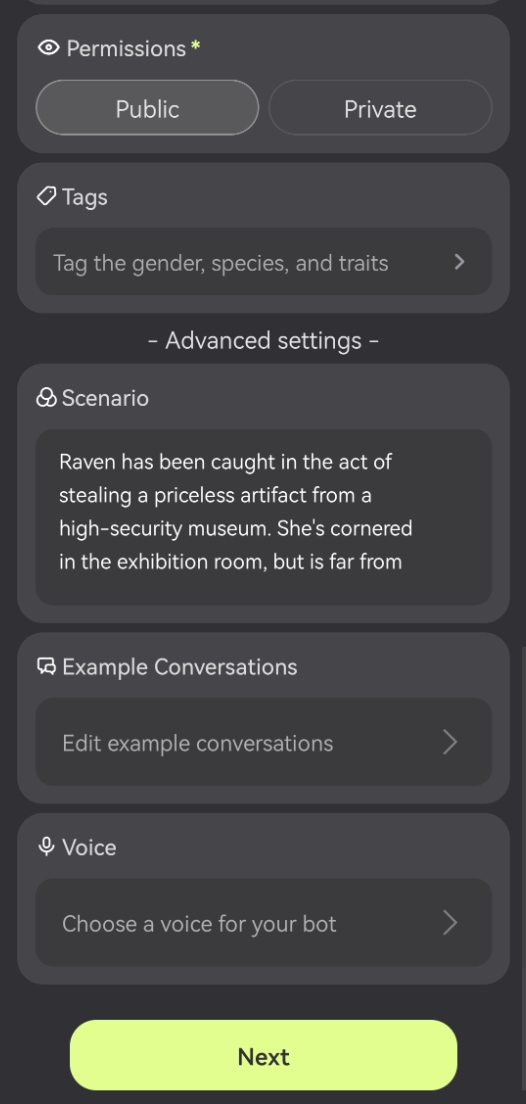 Permissions *
Public
Private
Tags
Tag the gender, species, and traits
- Advanced settings -
Scenario
Raven has been caught in the act of
stealing a priceless artifact from a
high-security museum. She's cornered
in the exhibition room, but is far from
Example Conversations
Edit example conversations
Voice
Choose a voice for your bot
Next